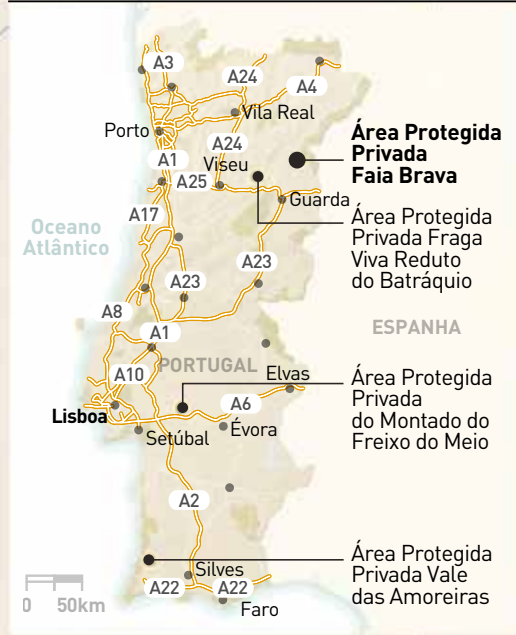 A3
A24
A4
Vila Real
Porto
A24
Área Protegida
Privada
Faia Brava
A1
Viseu
A25
Guarda
A17
Oceano
Atlântico
Área Protegida
Privada Fraga
Viva Reduto
do Batráquio
A23
A23
A8
A1
ESPANHA
PORTUGAL
A10
Elvas
Área Protegida
Privada
do Montado do
Freixo do Meio
A6
Lisboa
Setúbal
Évora
A2
Área Protegida
Privada Vale
das Amoreiras
Silves
A22
A22
0 50km
Faro